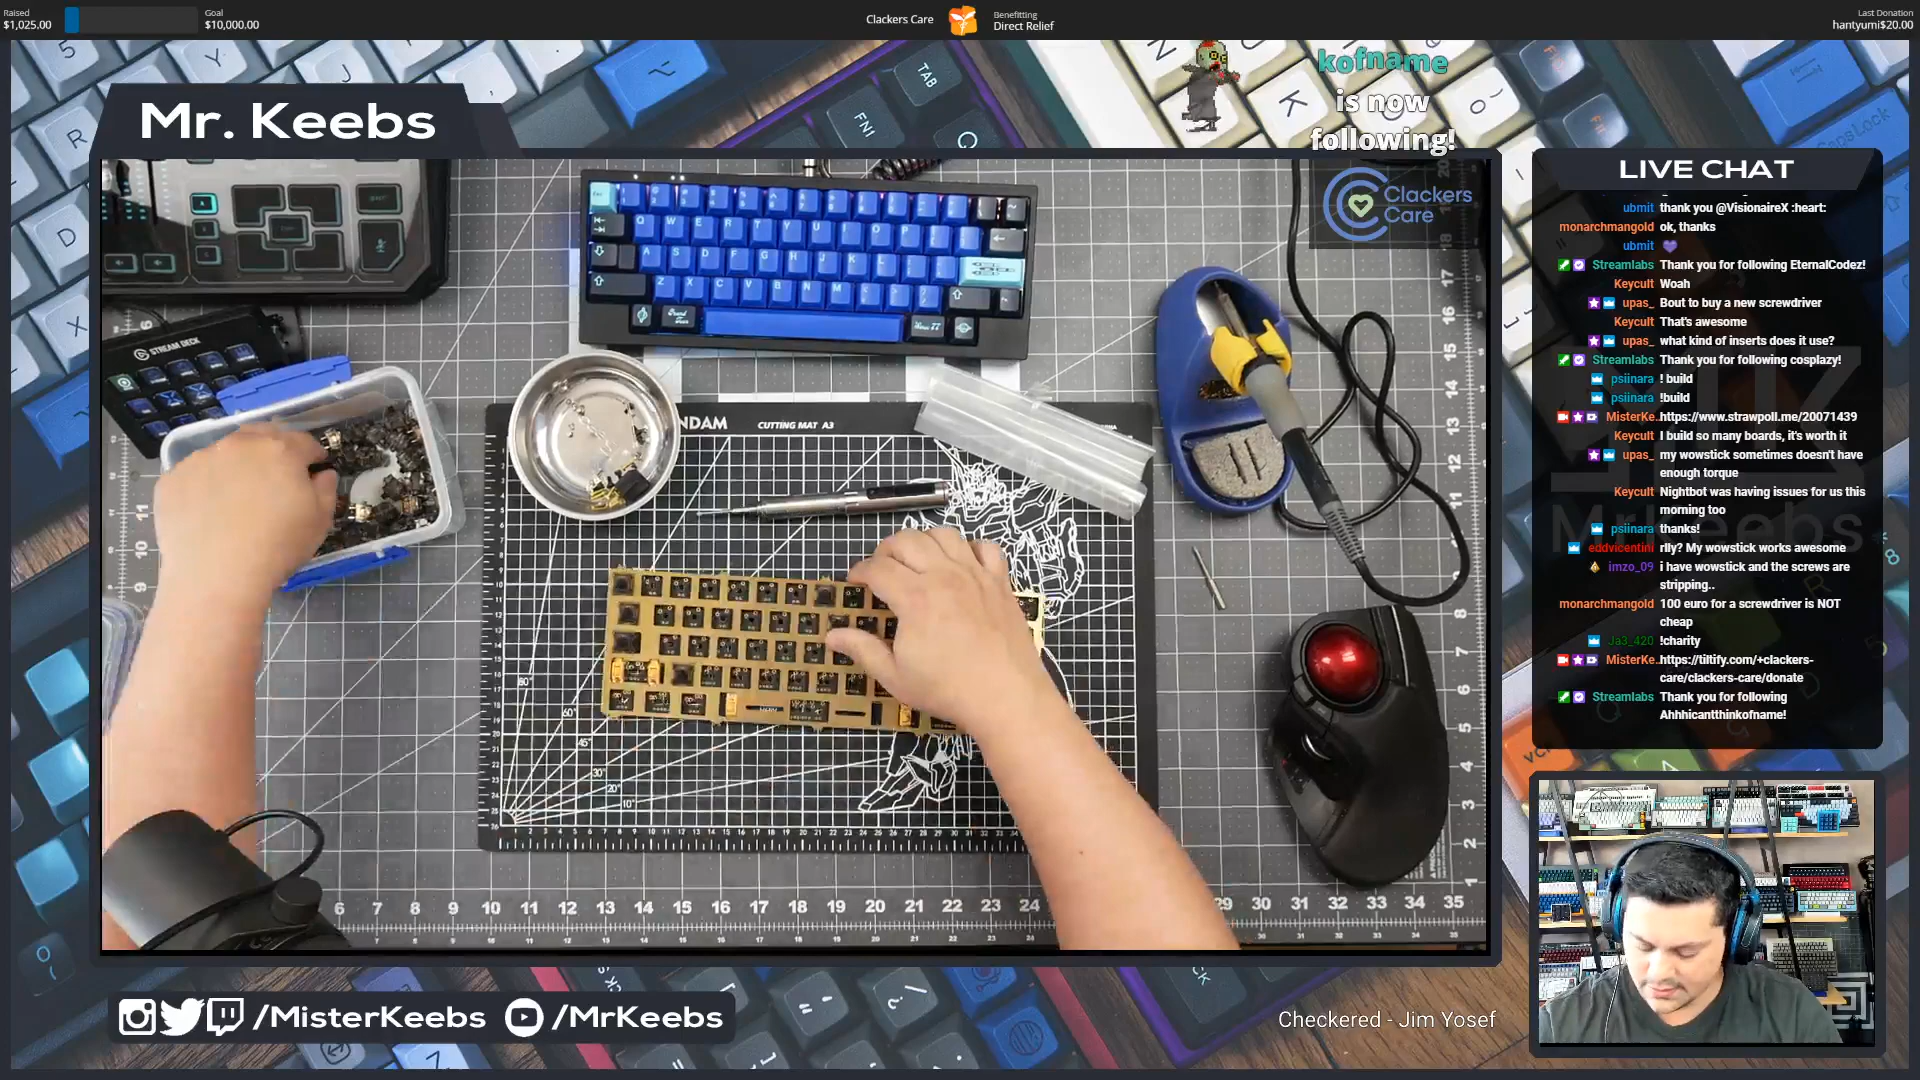 Raised
$1,025.00
Goal
$10,000.00
Clackers Care
Benefitting
Direct Relief
Last Donation
hantyumi$20.00
Mr. Keebs
kofname
is now
following!
Clackers
Care
LIVE CHAT
ubmit thank you @VisionaireX :heart:
monarchmangold ok, thanks
ubmit
Streamlabs Thank you for following EternalCodez!
Keycult Woah
upas_ Bout to buy a new screwdriver
Keycult That's awesome
upas_ what kind of inserts does it use?
Streamlabs Thank you for following cosplazy!
psiinara ! build
psiinara !build
MisterKe.. https://www.strawpoll.me/20071439
Keycult I build so many boards, it's worth it
upas_ my wowstick sometimes doesn't have
enough torque
Keycult Nightbot was having issues for us this
morning too
psiinara thanks!
eddvicentini rlly? My wowstick works awesome
imzo_09 i have wowstick and the screws are
stripping..
monarchmangold 100 euro for a screwdriver is NOT
cheap
Ja3_420 !charity
MisterKe.. https://tiltify.com/+clackers-
care/clackers-care/donate
Streamlabs Thank you for following
Ahhhicantthinkofname!
STREAM DECK
NDAM
CUTTING MAT A3
/MisterKeebs
/MrKeebs
Checkered - Jim Yosef